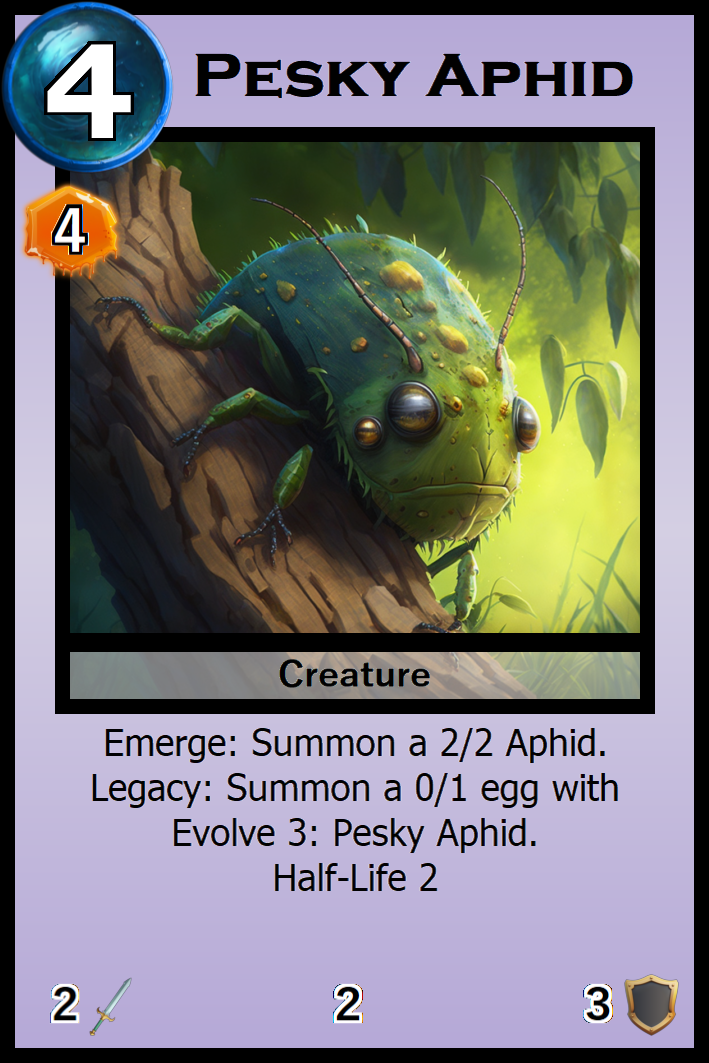 4
Pesky Aphid
4
Creature
Emerge: Summon a 2/2 Aphid.
Legacy: Summon a 0/1 egg with
Evolve 3: Pesky Aphid.
Half-Life 2
2 2 3